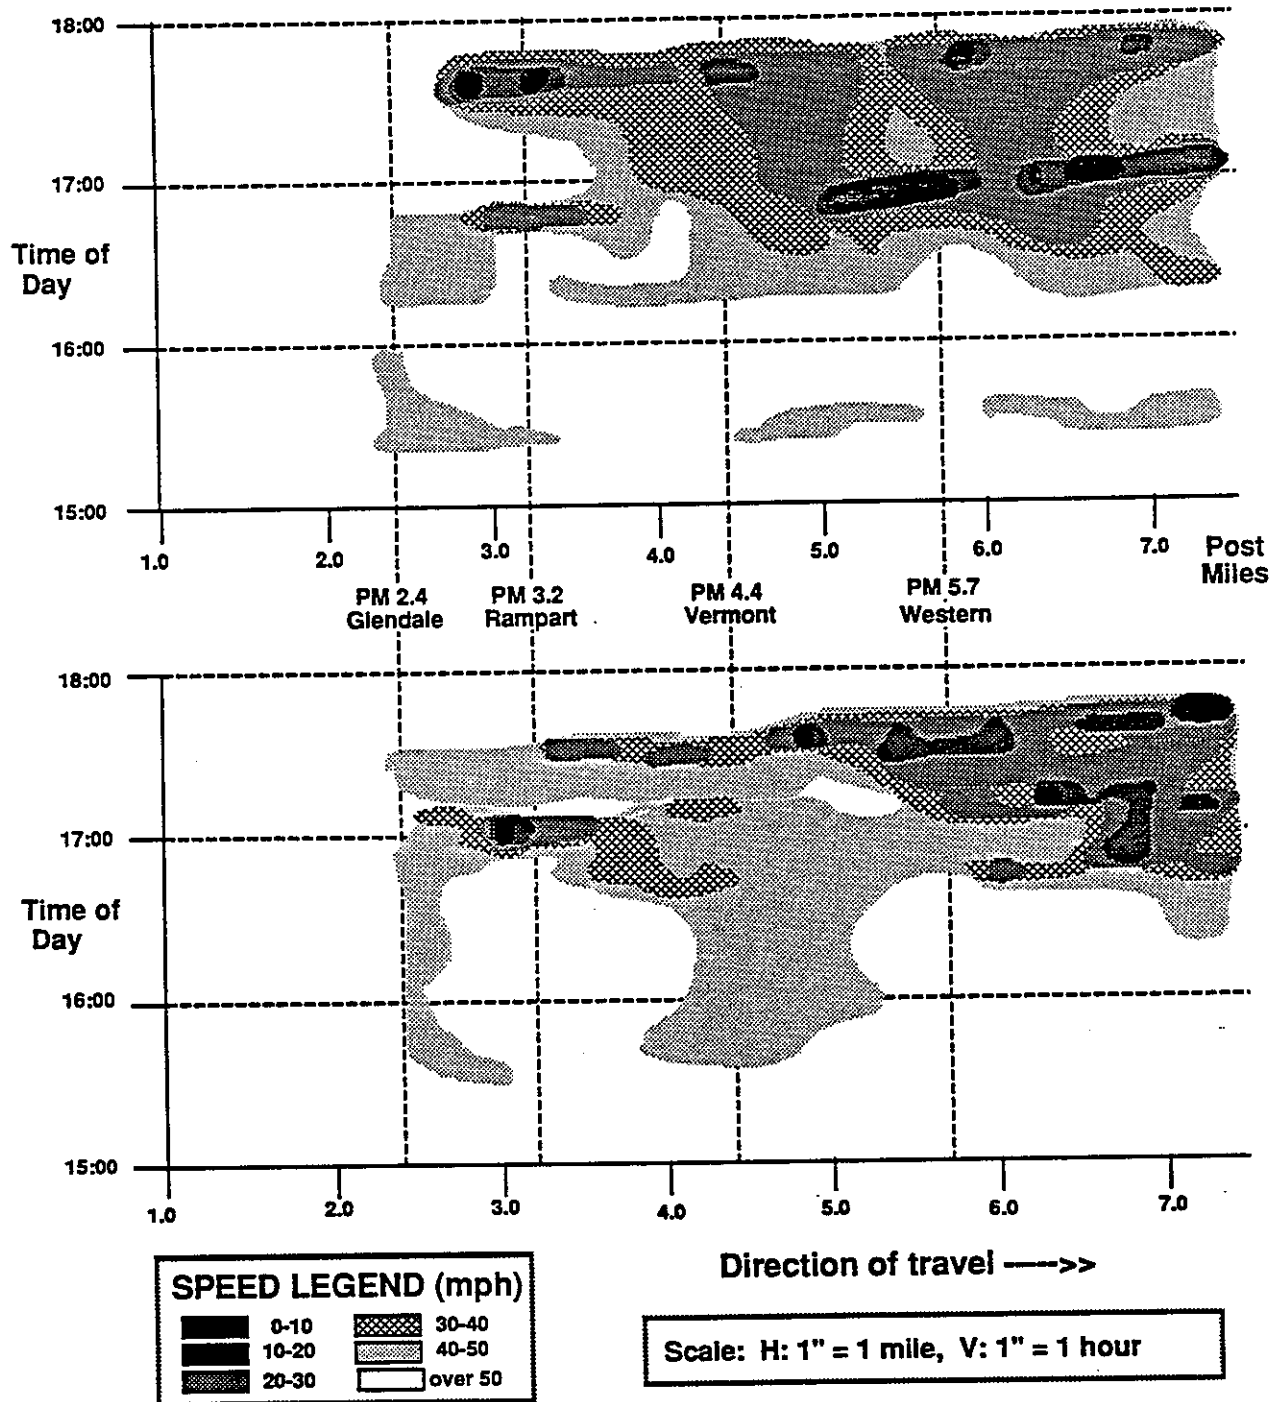 18:00
17:00
Time of
Day
16:00
15:00
1.0
2.0
3.0
4.0
5.0
6.0
7.0
Post
Miles
PM 2.4
Glendale
PM 3.2
Rampart
PM 4.4
Vermont
PM 5.7
Western
18:00
17:00
Time of
Day
16:00
15:00
1.0
2.0
3.0
4.0
5.0
6.0
7.0
Direction of travel ---->>
SPEED LEGEND (mph)
0-10
30-40
10-20
40-50
20-30
over 50
Scale: H: 1" = 1 mile, V: 1" = 1 hour